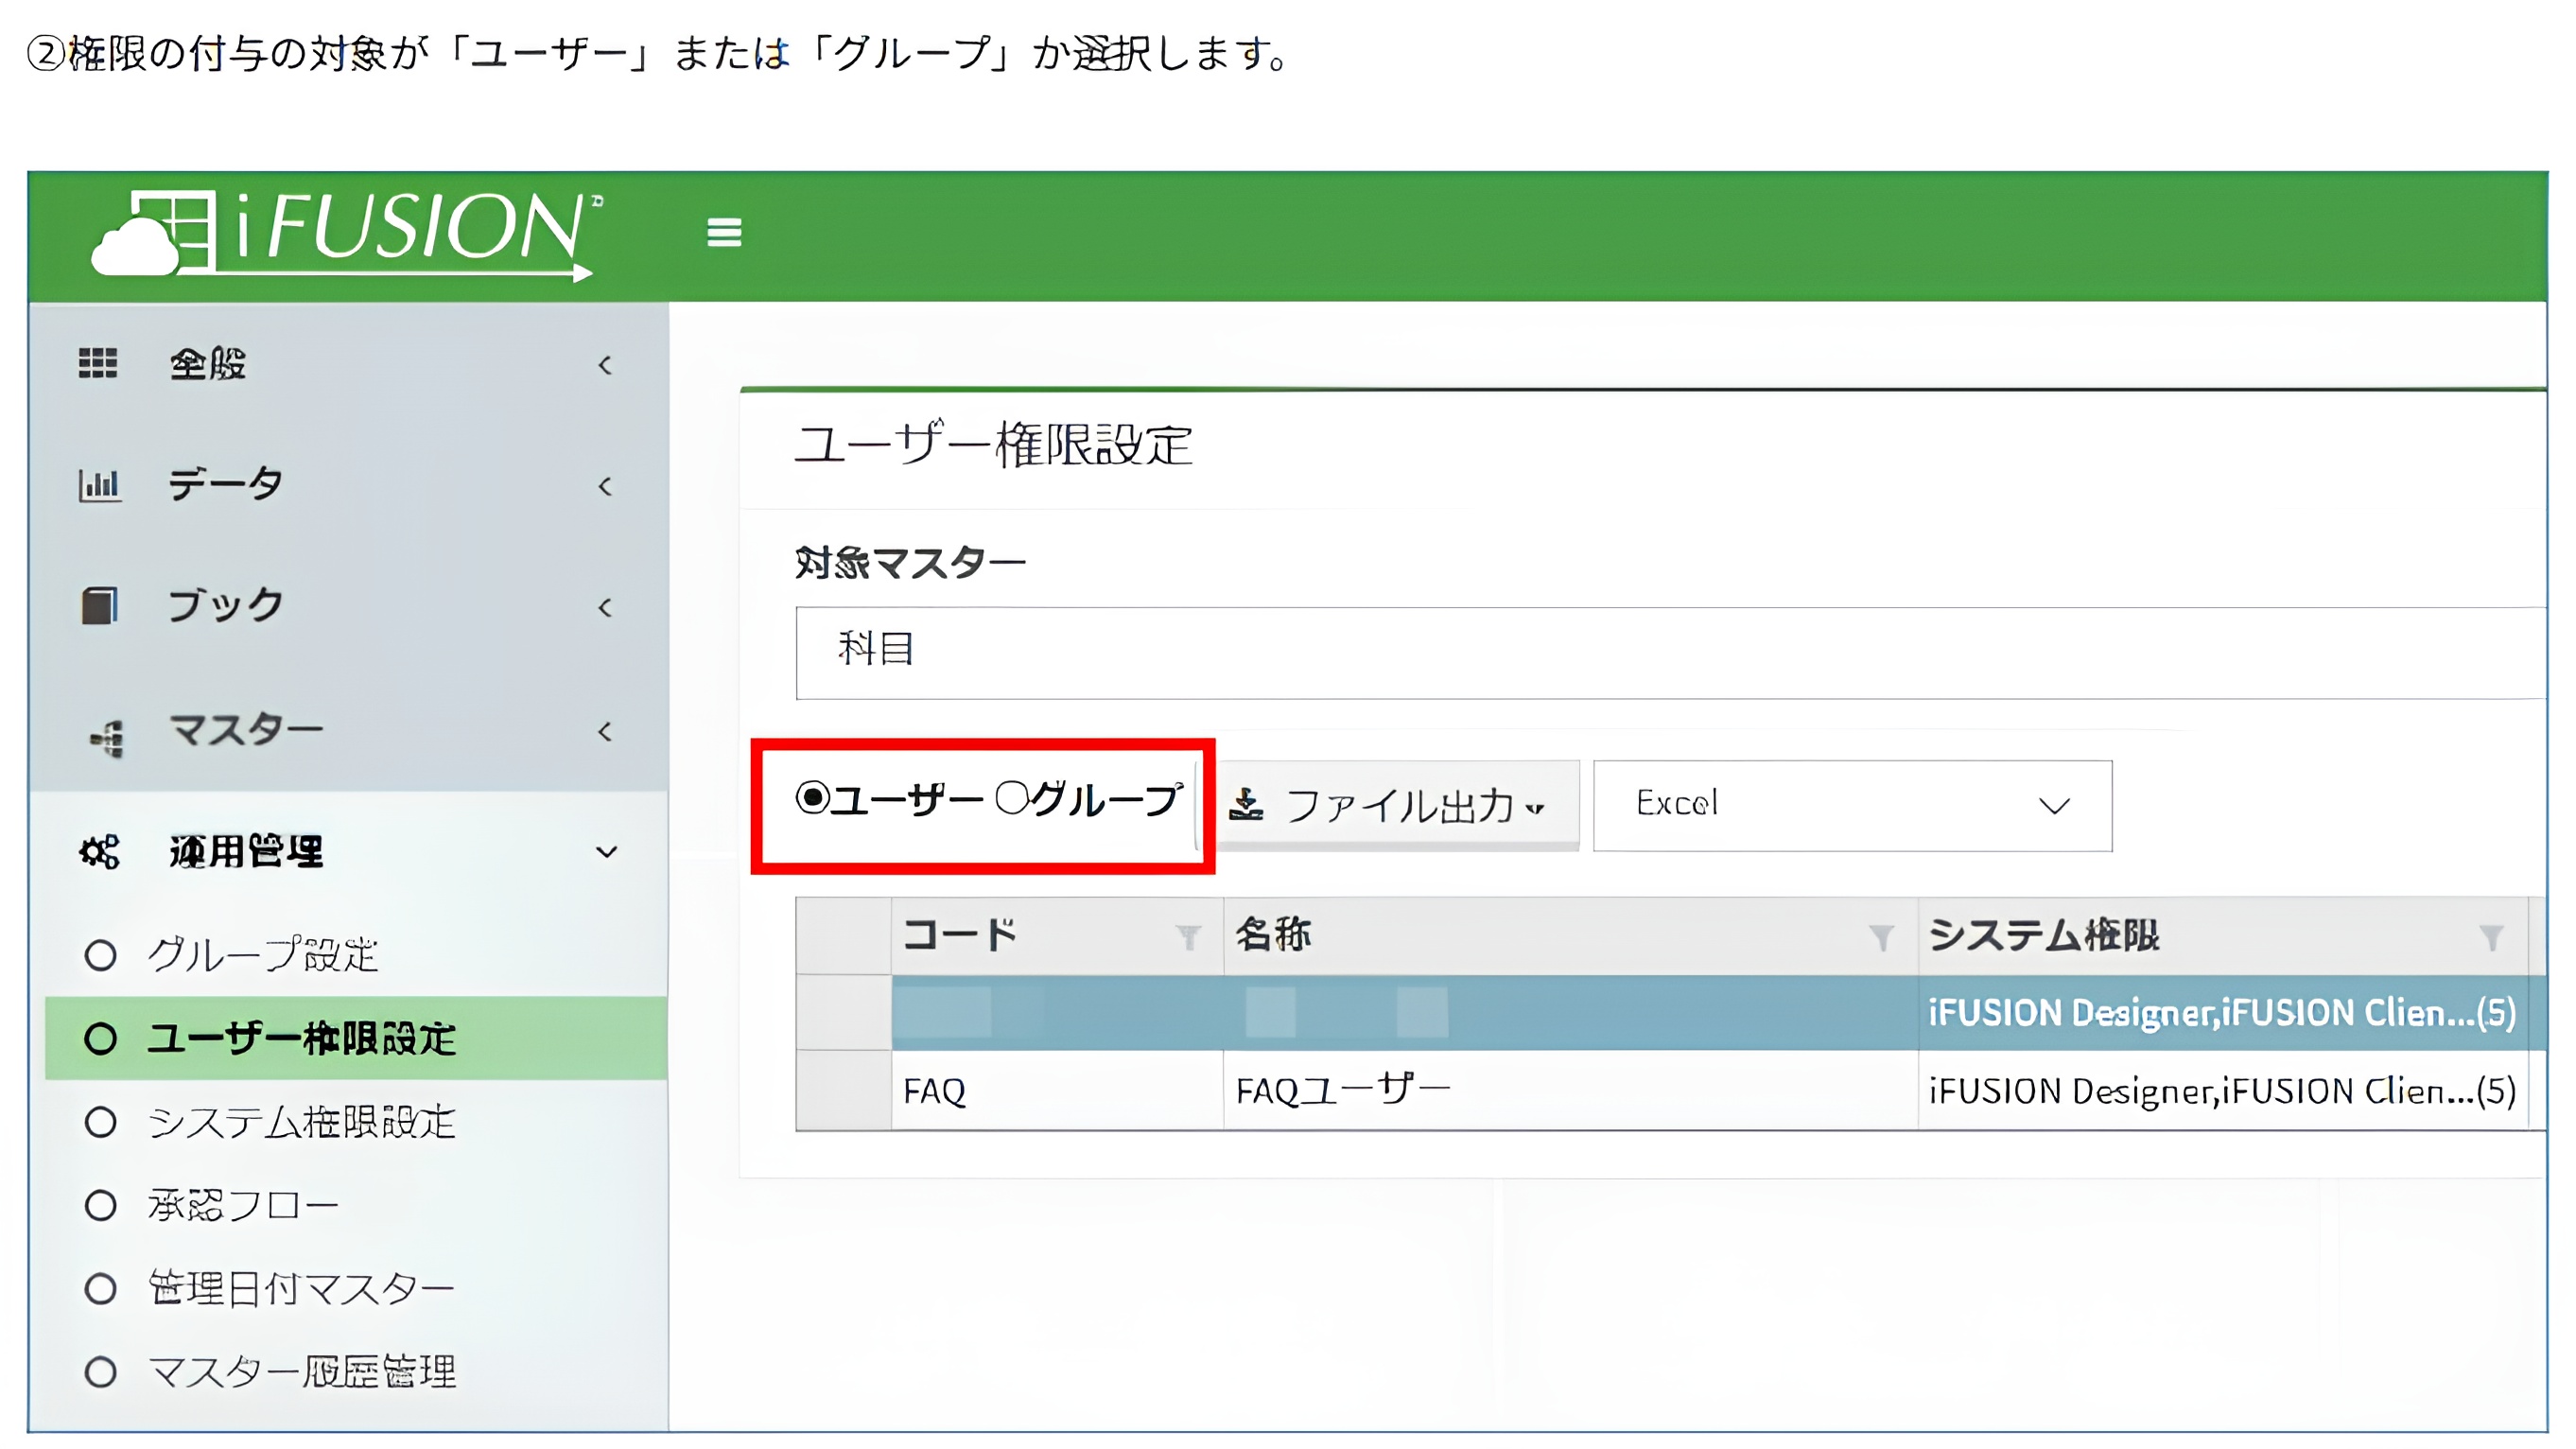 ②権限の付与の対象が「ユーザー」または「グループ」か選択します。
iFUSION
全般
データ
ブック
マスター
運用管理
グループ設定
ユーザー権限設定
システム権限設定
承認フロー
管理日付マスター
マスター履歴管理
ユーザー権限設定
対象マスター
科目
ユーザー グループ ファイル出力 Excel
コード 名称 システム権限
iFUSION Designer,iFUSION Clien...(5)
FAQ FAQユーザー iFUSION Designer,iFUSION Clien...(5)